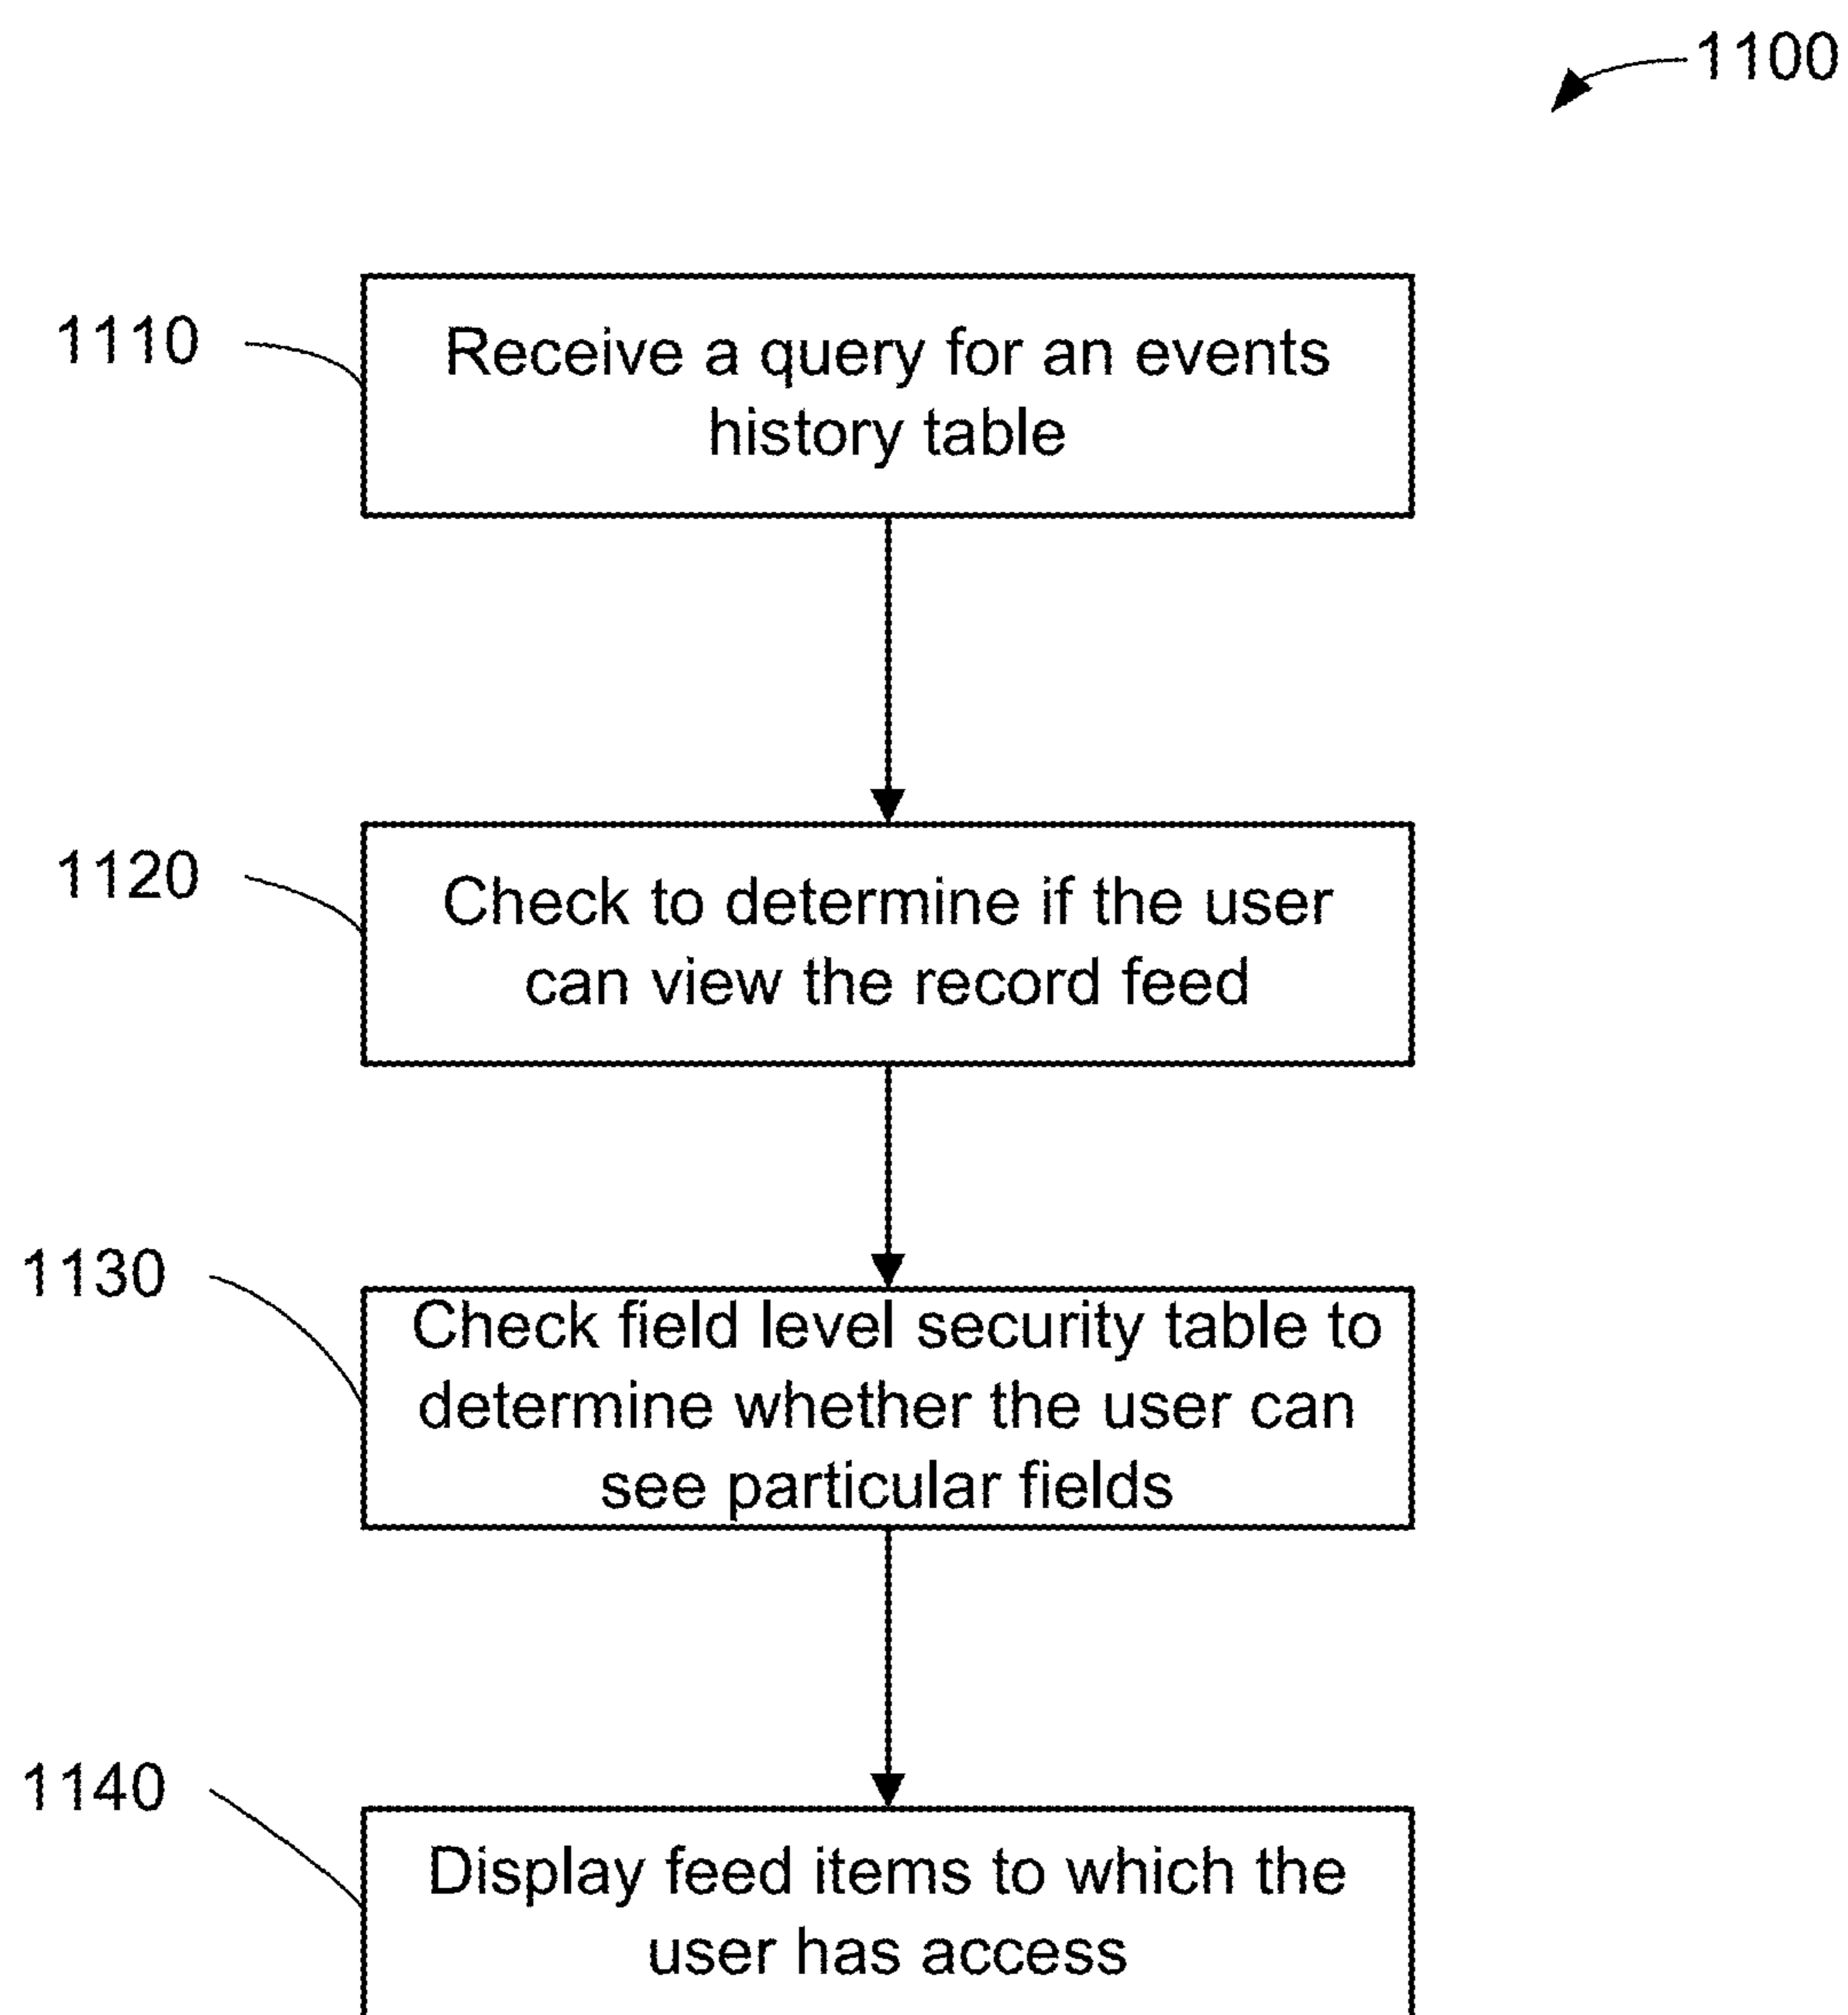 1100
1110
Receive a query for an events
history table
1120
Check to determine if the user
can view the record feed
1130
Check field level security table to
determine whether the user can
see particular fields
1140
Display feed items to which the
user has access